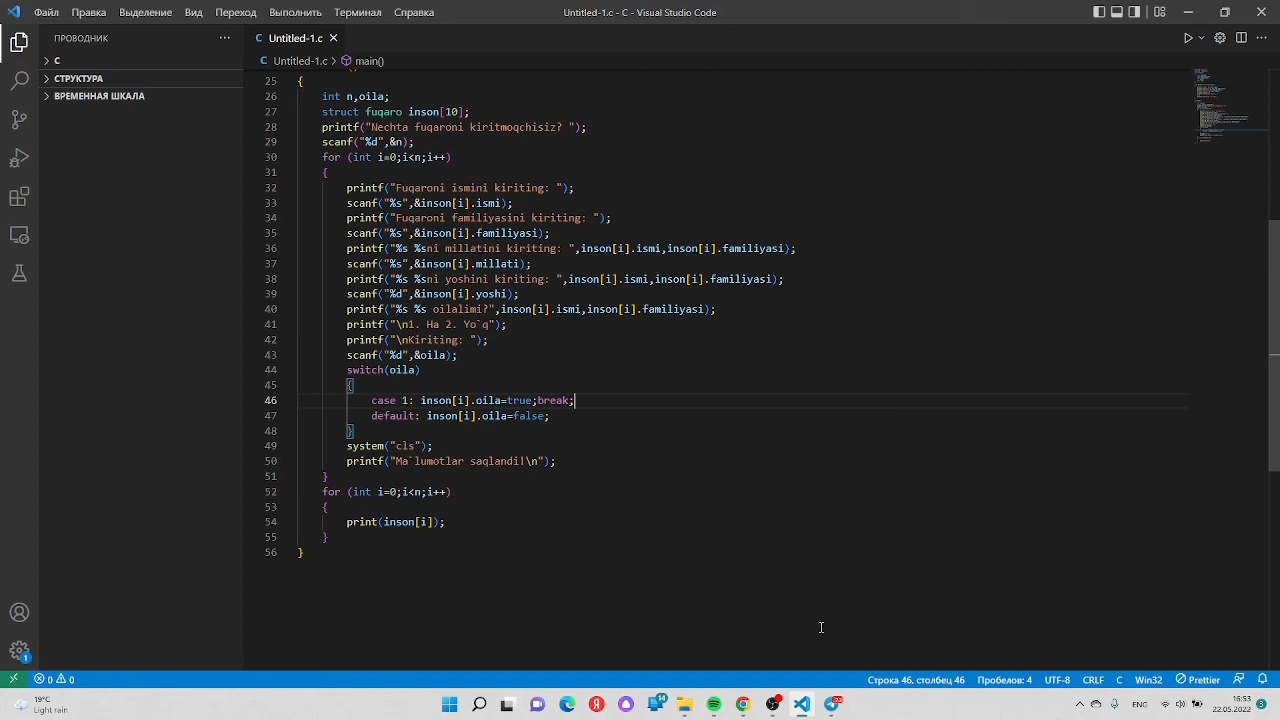 Файл Правка Выделение Вид Переход Выполнить Терминал Справка Untitled-1.c - C - Visual Studio Code
ПРОВОДНИК ··· C Untitled-1.c
C C Untitled-1.c > main()
СТРУКТУРА
ВРЕМЕННАЯ ШКАЛА
25 {
26 int n,oila;
27 struct fuqaro inson[10];
28 printf("Nechta fuqaroni kiritmoqchisiz? ");
29 scanf("%d",&n);
30 for (int i=0;i<n;i++)
31 {
32 printf("Fuqaroni ismini kiriting: ");
33 scanf("%s",&inson[i].ismi);
34 printf("Fuqaroni familiyasini kiriting: ");
35 scanf("%s",&inson[i].familiyasi);
36 printf("%s %sni millatini kiriting: ",inson[i].ismi,inson[i].familiyasi);
37 scanf("%s",&inson[i].millati);
38 printf("%s %sni yoshini kiriting: ",inson[i].ismi,inson[i].familiyasi);
39 scanf("%d",&inson[i].yoshi);
40 printf("%s %s oilalimi?",inson[i].ismi,inson[i].familiyasi);
41 printf("\n1. Ha 2. Yo`q");
42 printf("\nKiriting: ");
43 scanf("%d",&oila);
44 switch(oila)
45 {
46 case 1: inson[i].oila=true;break;
47 default: inson[i].oila=false;
48 }
49 system("cls");
50 printf("Ma`lumotlar saqlandi!\n");
51 }
52 for (int i=0;i<n;i++)
53 {
54 print(inson[i]);
55 }
56 }
1
0 0 Строка 46, столбец 46 Пробелов: 4 UTF-8 CRLF C Win32 Prettier
19°C
Light rain
14
ENG
16:53
22.05.2022
3